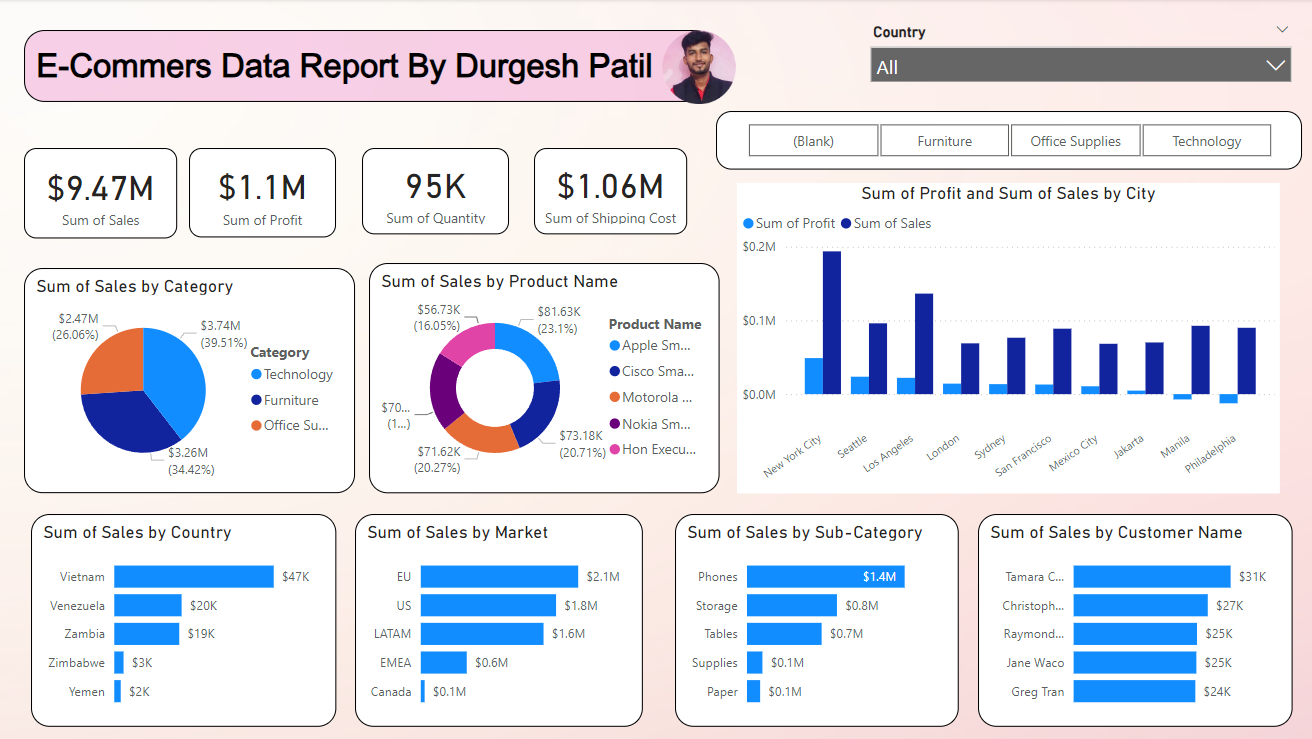 E-Commers Data Report By Durgesh Patil
Country
All
(Blank)
Furniture
Office Supplies
Technology
$9.47M
Sum of Sales
$1.1M
Sum of Profit
95K
Sum of Quantity
$1.06M
Sum of Shipping Cost
Sum of Profit and Sum of Sales by City
Sum of Profit
Sum of Sales
$0.2M
$0.1M
$0.0M
New York City
Seattle
Los Angeles
London
Sydney
San Francisco
Mexico City
Jakarta
Manila
Philadelphia
Sum of Sales by Category
$2.47M
(26.06%)
$3.74M
(39.51%)
$3.26M
(34.42%)
Category
Technology
Furniture
Office Su...
Sum of Sales by Product Name
$56.73K
(16.05%)
$81.63K
(23.1%)
$70...
(1...)
$71.62K
(20.27%)
$73.18K
(20.71%)
Product Name
Apple Sm...
Cisco Sma...
Motorola ...
Nokia Sm...
Hon Execu...
Sum of Sales by Country
Vietnam $47K
Venezuela $20K
Zambia $19K
Zimbabwe $3K
Yemen $2K
Sum of Sales by Market
EU $2.1M
US $1.8M
LATAM $1.6M
EMEA $0.6M
Canada $0.1M
Sum of Sales by Sub-Category
Phones $1.4M
Storage $0.8M
Tables $0.7M
Supplies $0.1M
Paper $0.1M
Sum of Sales by Customer Name
Tamara C... $31K
Christoph... $27K
Raymond... $25K
Jane Waco $25K
Greg Tran $24K